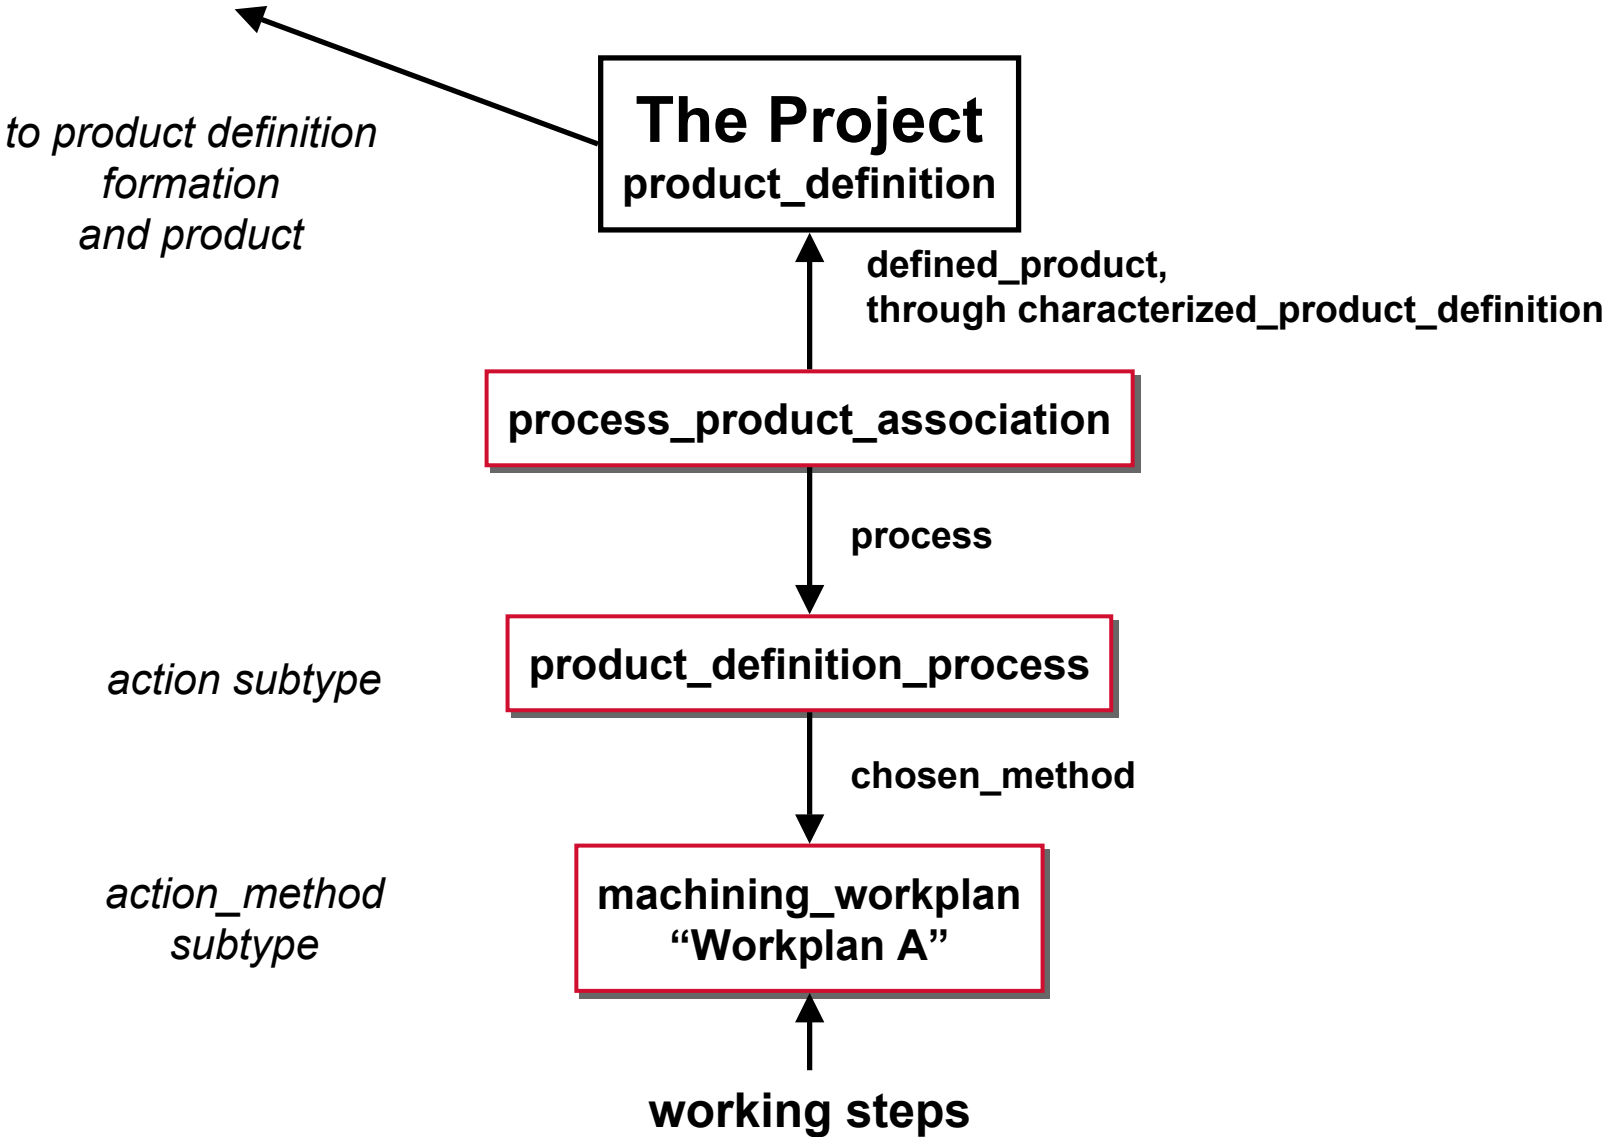 The Project
product_definition
to product definition
formation
and product
defined_product,
through characterized_product_definition
process_product_association
process
product_definition_process
action subtype
chosen_method
machining_workplan
“Workplan A”
action_method
subtype
working steps